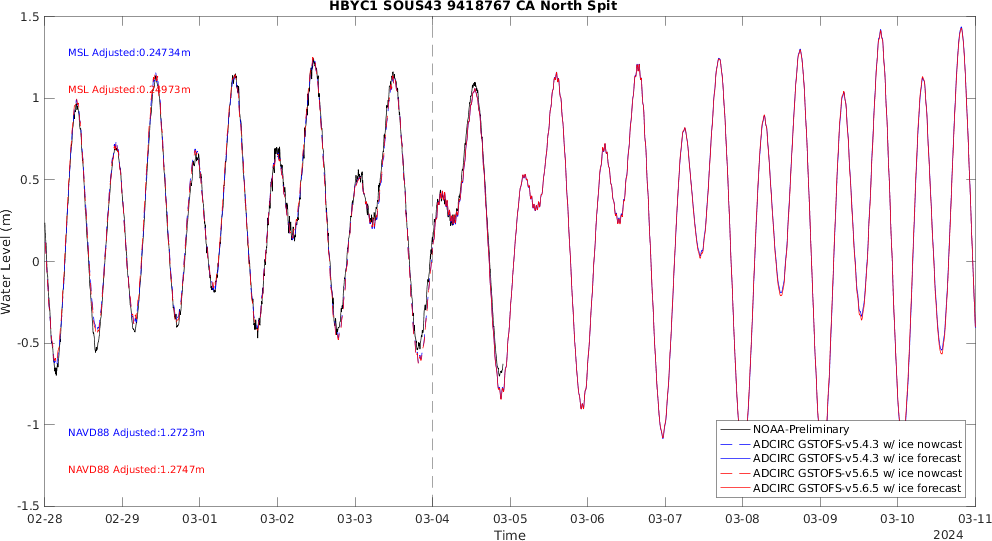 HBYC1 SOUS43 9418767 CA North Spit
1.5
MSL Adjusted:0.24734m
1
MSL Adjusted:0.24973m
0.5
Water Level (m)
0
-0.5
-1
NAVD88 Adjusted:1.2723m
NAVD88 Adjusted:1.2747m
-1.5
NOAA-Preliminary
ADCIRC GSTOFS-v5.4.3 w/ ice nowcast
ADCIRC GSTOFS-v5.4.3 w/ ice forecast
ADCIRC GSTOFS-v5.6.5 w/ ice nowcast
ADCIRC GSTOFS-v5.6.5 w/ ice forecast
02-28 02-29 03-01 03-02 03-03 03-04 03-05 03-06 03-07 03-08 03-09 03-10 03-11
Time
2024